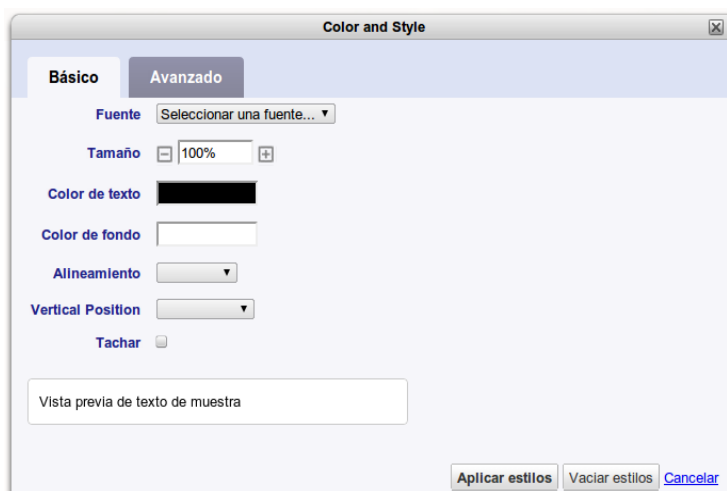 Color and Style
Básico Avanzado
Fuente Seleccionar una fuente...
Tamaño 100%
Color de texto
Color de fondo
Alineamiento
Vertical Position
Tachar
Vista previa de texto de muestra
Aplicar estilos Vaciar estilos Cancelar